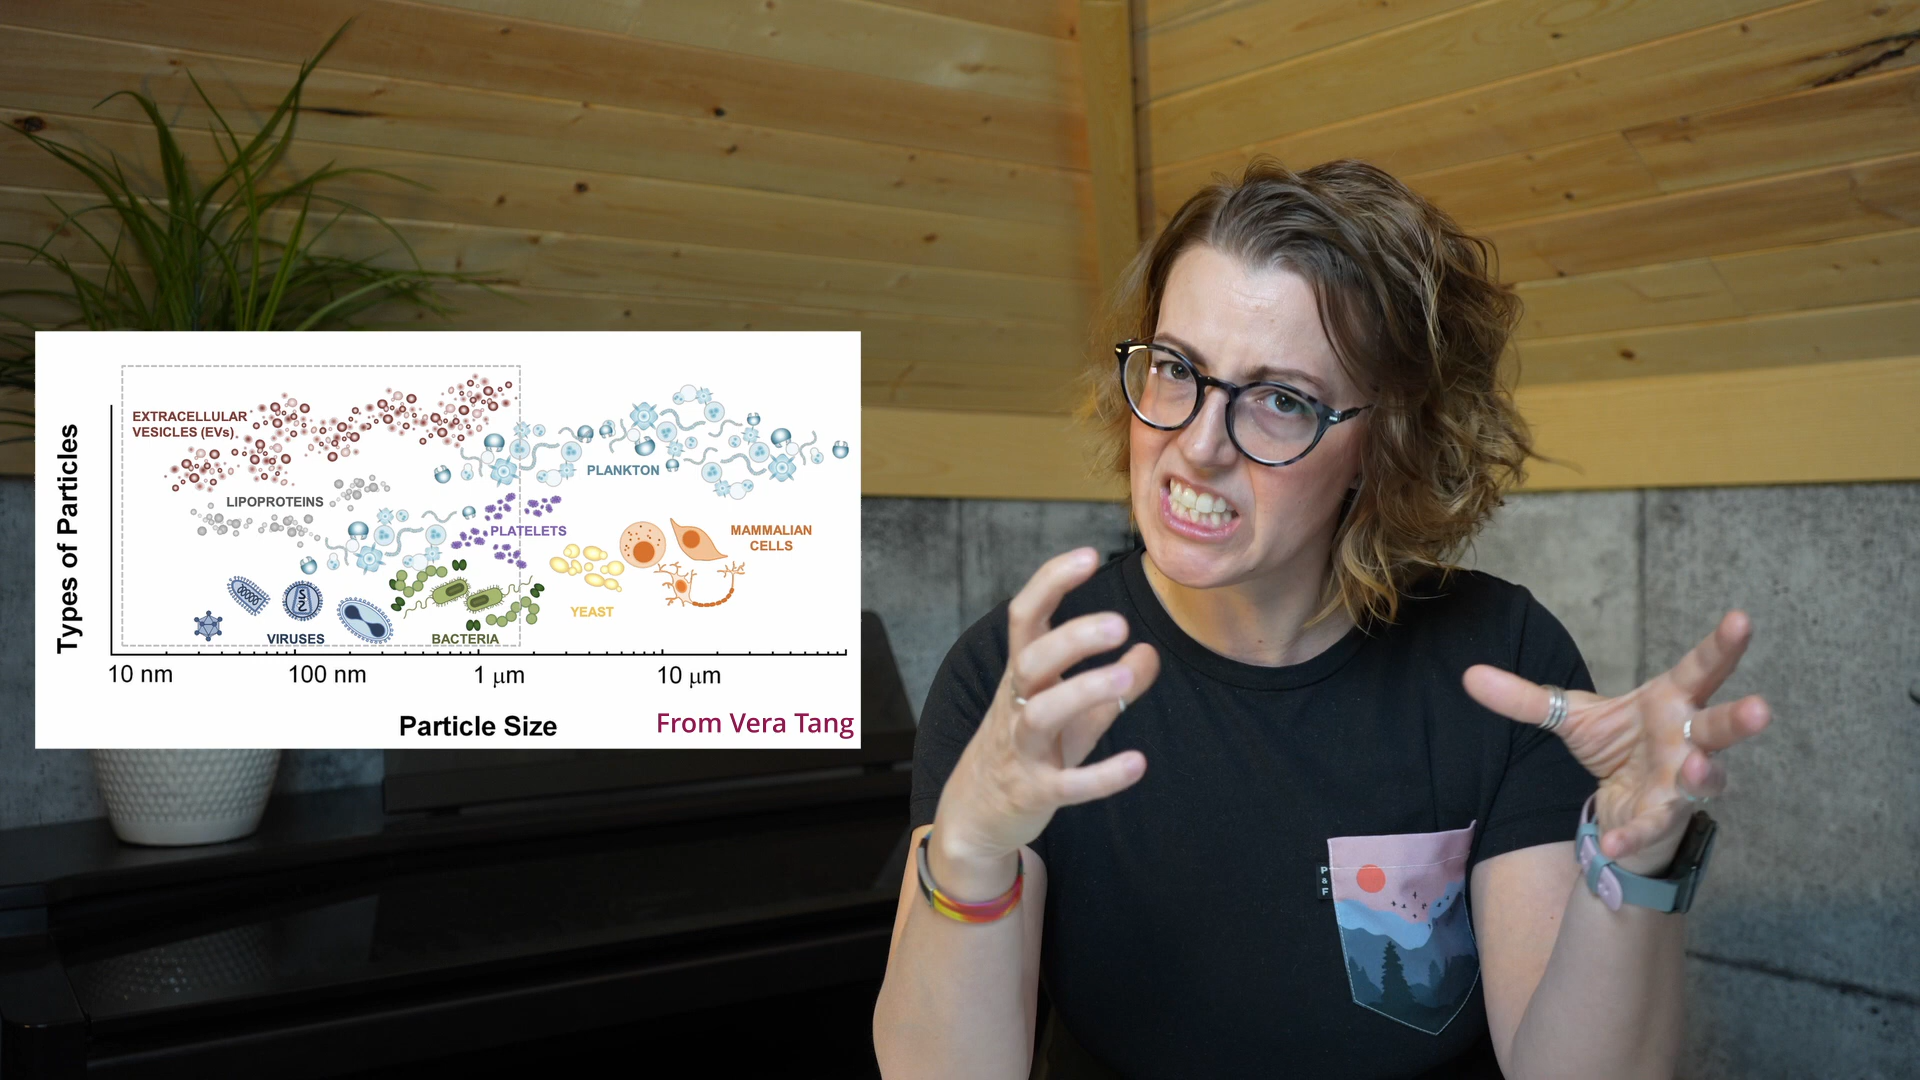 EXTRACELLULAR
VESICLES (EVs)
LIPOPROTEINS
PLANKTON
PLATELETS
MAMMALIAN
CELLS
YEAST
VIRUSES
BACTERIA
Types of Particles
10 nm
100 nm
1 μm
10 μm
Particle Size
From Vera Tang
P
&
F